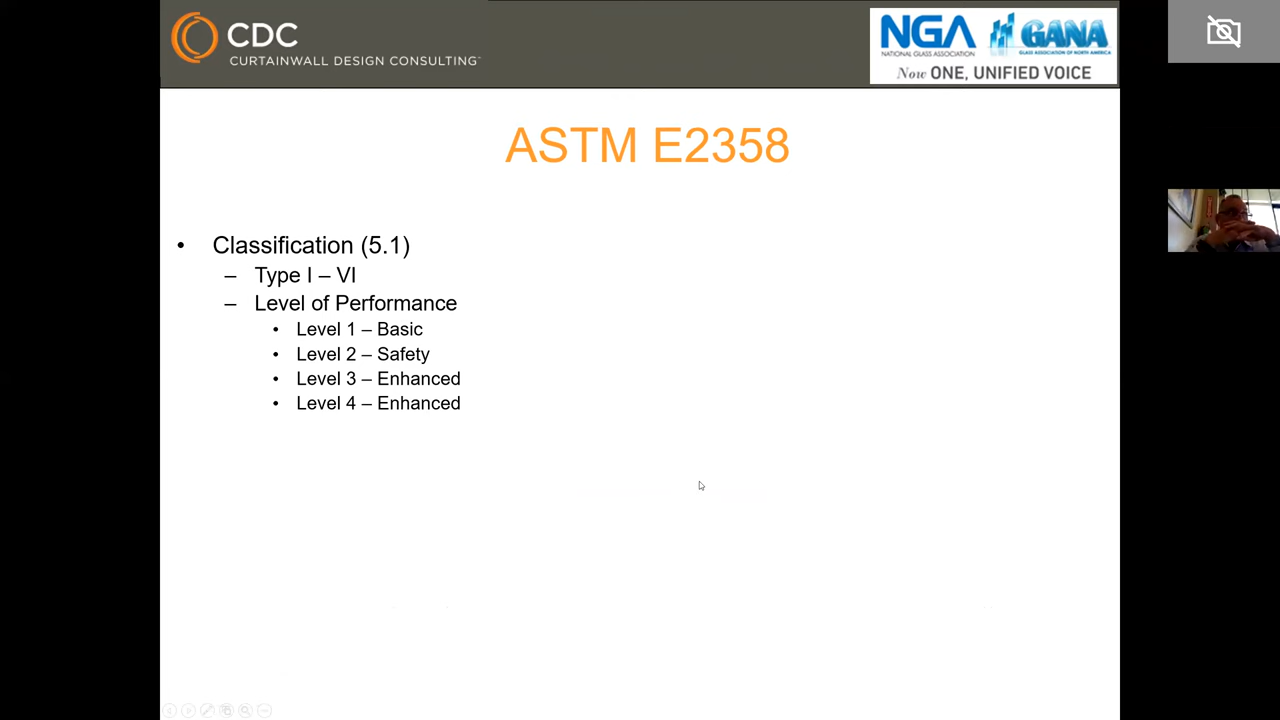 CDC
CURTAINWALL DESIGN CONSULTING
NGA
NATIONAL GLASS ASSOCIATION
GANA
GLASS ASSOCIATION OF NORTH AMERICA
Now ONE, UNIFIED VOICE
ASTM E2358
• Classification (5.1)
– Type I – VI
– Level of Performance
• Level 1 – Basic
• Level 2 – Safety
• Level 3 – Enhanced
• Level 4 – Enhanced